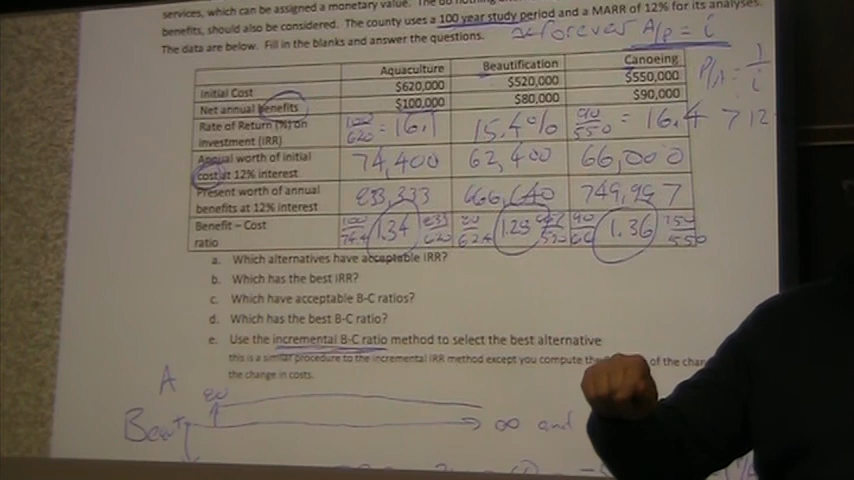 services, which can be assigned a monetary value. The do nothing
benefits, should also be considered. The county uses a 100 year study period and a MARR of 12% for its analyses.
The data are below. Fill in the blanks and answer the questions.
≈ forever A/P = i
P/A = 1/i
Aquaculture Beautification Canoeing
Initial Cost $620,000 $520,000 $550,000
Net annual benefits $100,000 $80,000 $90,000
Rate of Return (%) on investment (IRR) 100/620 = 16.1 15.4% 90/550 = 16.4 > 12
Annual worth of initial cost at 12% interest 74,400 62,400 66,000
Present worth of annual benefits at 12% interest 833,333 666,640 749,997
Benefit – Cost ratio 100/74.4 1.34 833/620 80/62.4 1.28 90/66 1.36 750/550
a. Which alternatives have acceptable IRR?
b. Which has the best IRR?
c. Which have acceptable B-C ratios?
d. Which has the best B-C ratio?
e. Use the incremental B-C ratio method to select the best alternative
this is a similar procedure to the incremental IRR method except you compute the of the
the change in costs.
A
80
Beaut ∞ and